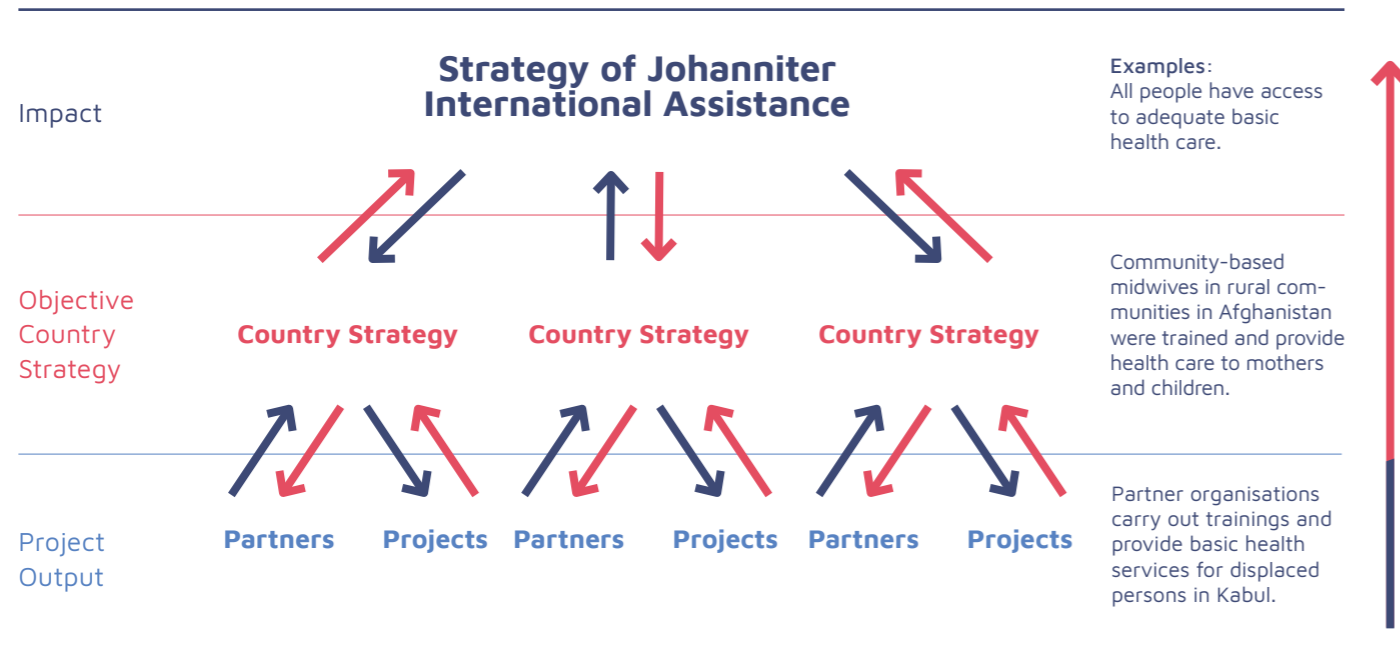 Impact
Strategy of Johanniter
International Assistance
Examples:
All people have access
to adequate basic
health care.
Objective
Country
Strategy
Country Strategy
Country Strategy
Country Strategy
Community-based
midwives in rural com-
munities in Afghanistan
were trained and provide
health care to mothers
and children.
Project
Output
Partners
Projects
Partners
Projects
Partners
Projects
Partner organisations
carry out trainings and
provide basic health
services for displaced
persons in Kabul.